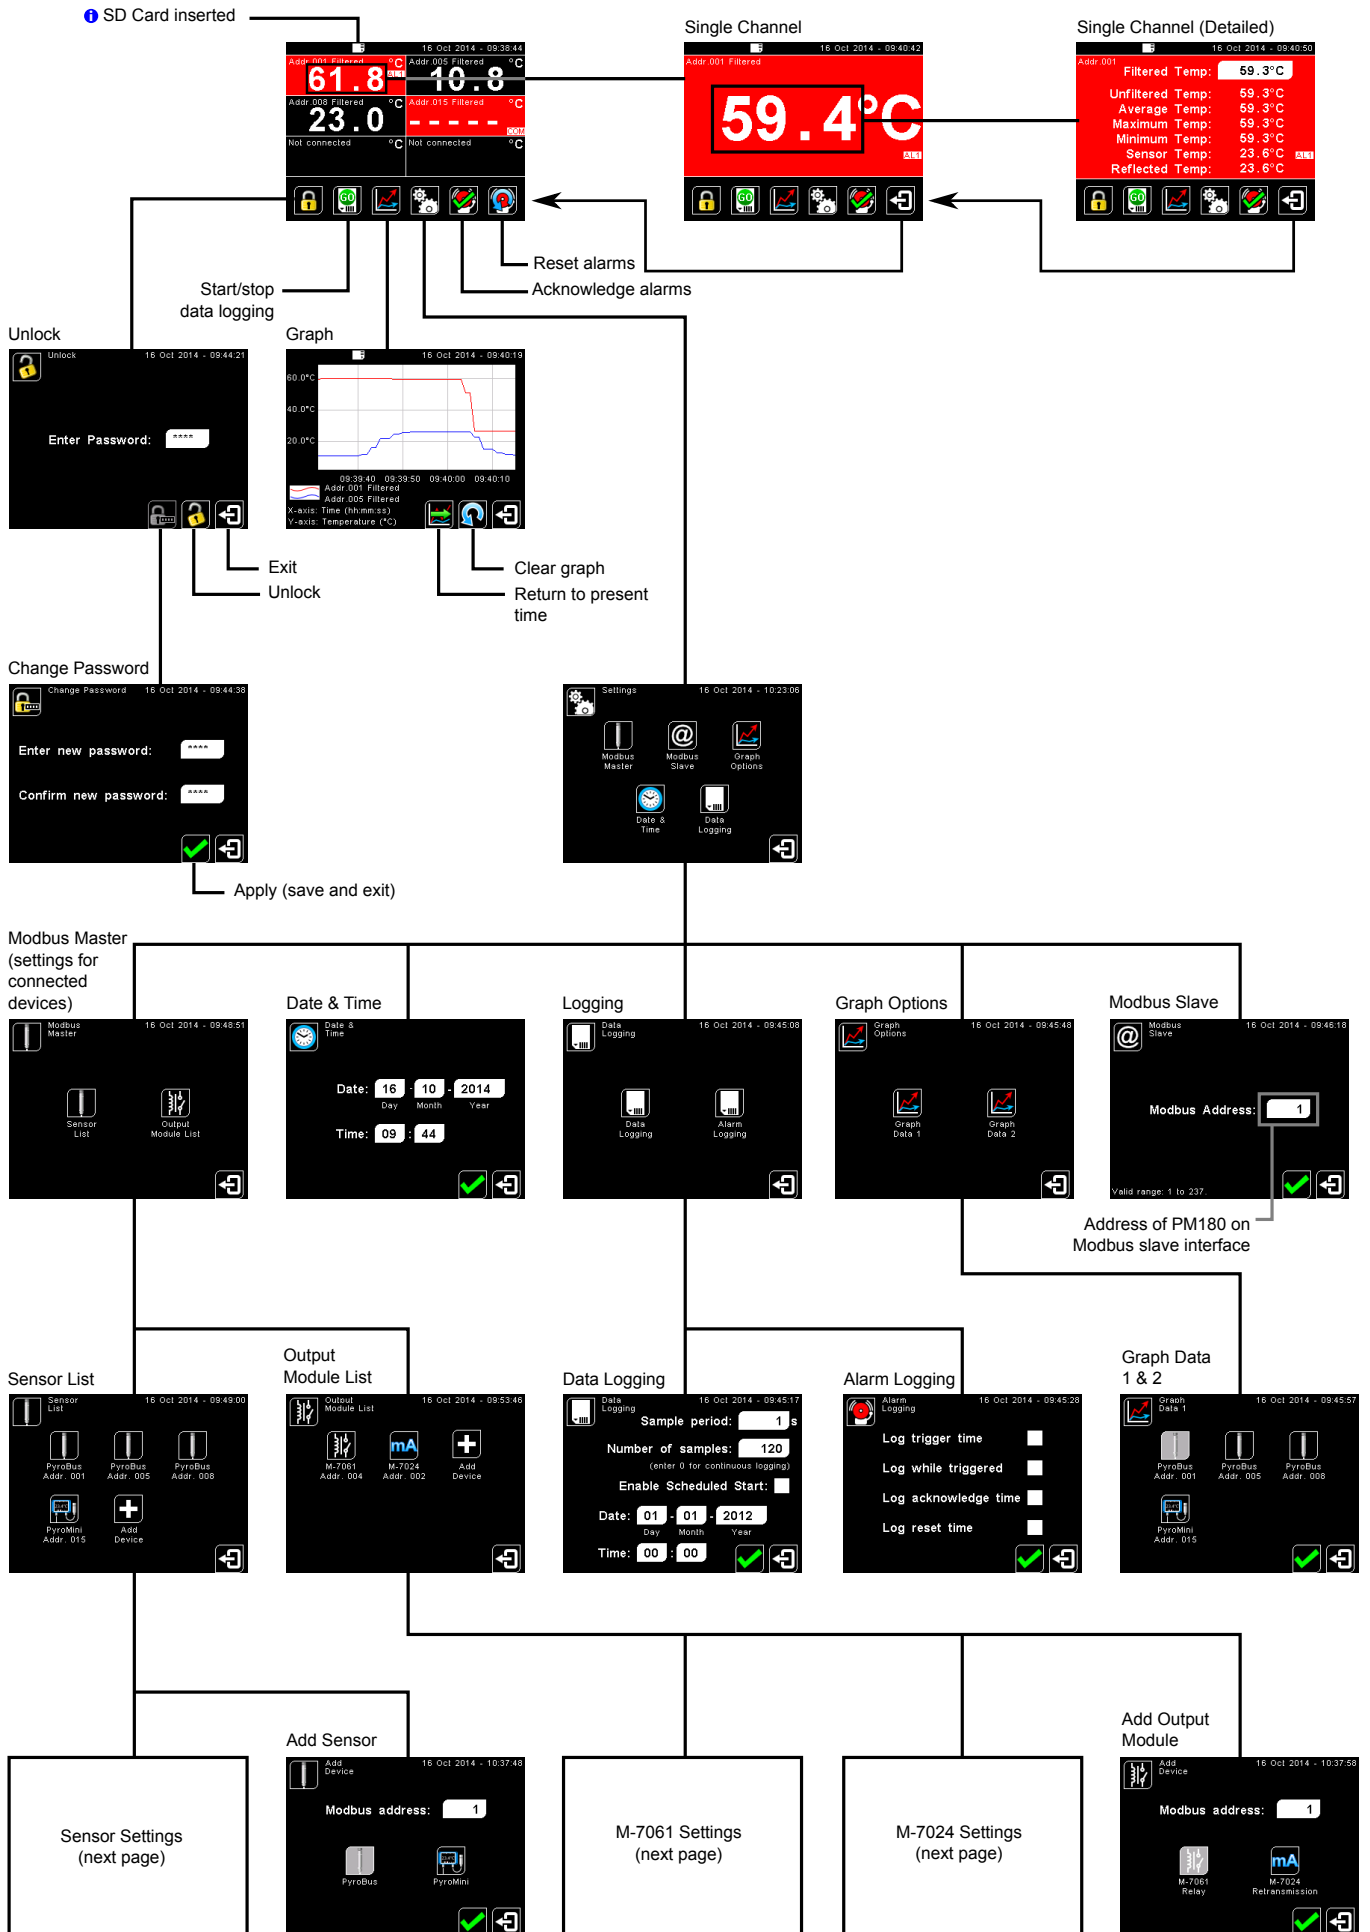 SD Card inserted
16 Oct 2014 - 09:38:44
Addr.001 Filtered °C
61.8
AL1
Addr.005 Filtered °C
10.8
Addr.008 Filtered °C
23.0
Addr.015 Filtered °C
- - - - -
COM
Not connected °C
Not connected °C
GO
Single Channel
16 Oct 2014 - 09:40:42
Addr.001 Filtered
59.4°C
AL1
GO
Single Channel (Detailed)
16 Oct 2014 - 09:40:50
Addr.001
Filtered Temp: 59.3°C
Unfiltered Temp: 59.3°C
Average Temp: 59.3°C
Maximum Temp: 59.3°C
Minimum Temp: 59.3°C
Sensor Temp: 23.6°C
AL1
Reflected Temp: 23.6°C
GO
Reset alarms
Acknowledge alarms
Start/stop
data logging
Unlock
Unlock
16 Oct 2014 - 09:44:21
Enter Password: ****
Exit
Unlock
Graph
16 Oct 2014 - 09:40:19
60.0°C
40.0°C
20.0°C
09:39:40 09:39:50 09:40:00 09:40:10
Addr.001 Filtered
Addr.005 Filtered
X-axis: Time (hh:mm:ss)
Y-axis: Temperature (°C)
Clear graph
Return to present
time
Change Password
Change Password
16 Oct 2014 - 09:44:38
Enter new password: ****
Confirm new password: ****
Apply (save and exit)
Settings
16 Oct 2014 - 10:23:06
Modbus
Master
@
Modbus
Slave
Graph
Options
Date &
Time
Data
Logging
Modbus Master
(settings for
connected
devices)
Modbus
Master
16 Oct 2014 - 09:48:51
Sensor
List
Output
Module List
Date & Time
Date &
Time
Date: 16 - 10 - 2014
Day Month Year
Time: 09 : 44
Logging
Data
Logging
16 Oct 2014 - 09:45:08
Data
Logging
Alarm
Logging
Graph Options
Graph
Options
16 Oct 2014 - 09:45:48
Graph
Data 1
Graph
Data 2
Modbus Slave
@
Modbus
Slave
16 Oct 2014 - 09:46:18
Modbus Address: 1
Valid range: 1 to 237.
Address of PM180 on
Modbus slave interface
Sensor List
Sensor
List
16 Oct 2014 - 09:49:00
PyroBus
Addr. 001
PyroBus
Addr. 005
PyroBus
Addr. 008
PyroMini
Addr. 015
Add
Device
Output
Module List
Output
Module List
16 Oct 2014 - 09:53:46
M-7061
Addr. 004
mA
M-7024
Addr. 002
Add
Device
Data Logging
Data
Logging
16 Oct 2014 - 09:45:17
Sample period: 1 s
Number of samples: 120
(enter 0 for continuous logging)
Enable Scheduled Start:
Date: 01 - 01 - 2012
Day Month Year
Time: 00 : 00
Alarm Logging
Alarm
Logging
16 Oct 2014 - 09:45:28
Log trigger time
Log while triggered
Log acknowledge time
Log reset time
Graph Data
1 & 2
Graph
Data 1
16 Oct 2014 - 09:45:57
PyroBus
Addr. 001
PyroBus
Addr. 005
PyroBus
Addr. 008
PyroMini
Addr. 015
Sensor Settings
(next page)
Add Sensor
Add
Device
16 Oct 2014 - 10:37:48
Modbus address: 1
PyroBus
PyroMini
M-7061 Settings
(next page)
M-7024 Settings
(next page)
Add Output
Module
Add
Device
16 Oct 2014 - 10:37:58
Modbus address: 1
M-7061
Relay
mA
M-7024
Retransmission